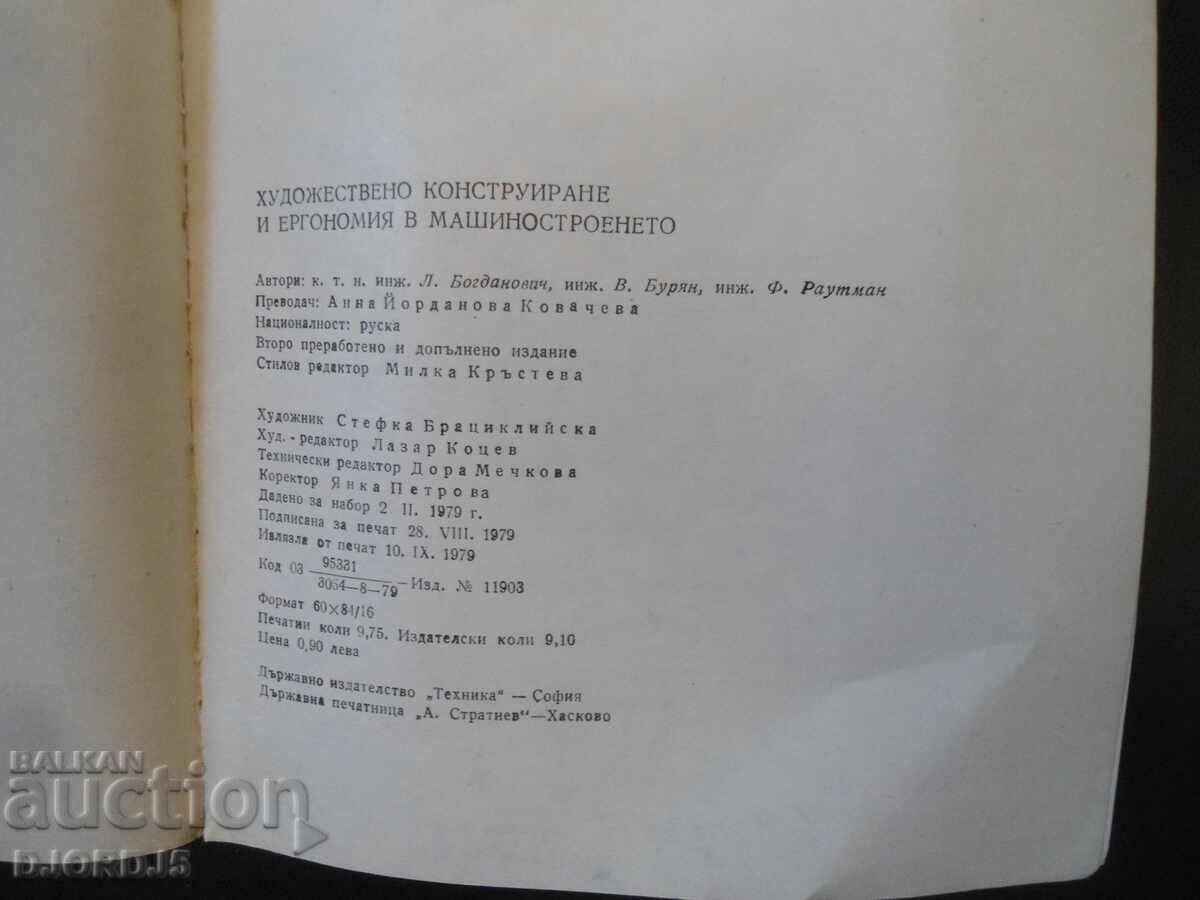 ХУДОЖЕСТВЕНО КОНСТРУИРАНЕ
И ЕРГОНОМИЯ В МАШИНОСТРОЕНЕТО
Автори: к. т. н. инж. Л. Богданович, инж. В. Бурян, инж. Ф. Раутман
Преводач: Анна Йорданова Ковачева
Националност: руска
Второ преработено и допълнено издание
Стилов редактор Милка Кръстева
Художник Стефка Брациклийска
Худ. - редактор Лазар Коцев
Технически редактор Дора Мечкова
Коректор Янка Петрова
Дадено за набор 2 II. 1979 г.
Подписана за печат 28. VIII. 1979
Излязла от печат 10. IX. 1979
Код 03 95331/3064—8—79 —Изд. № 11903
Формат 60×84/16
Печатни коли 9,75. Издателски коли 9,10
Цена 0,90 лева
Държавно издателство „Техника“ — София
Държавна печатница „А. Стратиев“—Хасково
BALKAN
auction
DJORDJ5